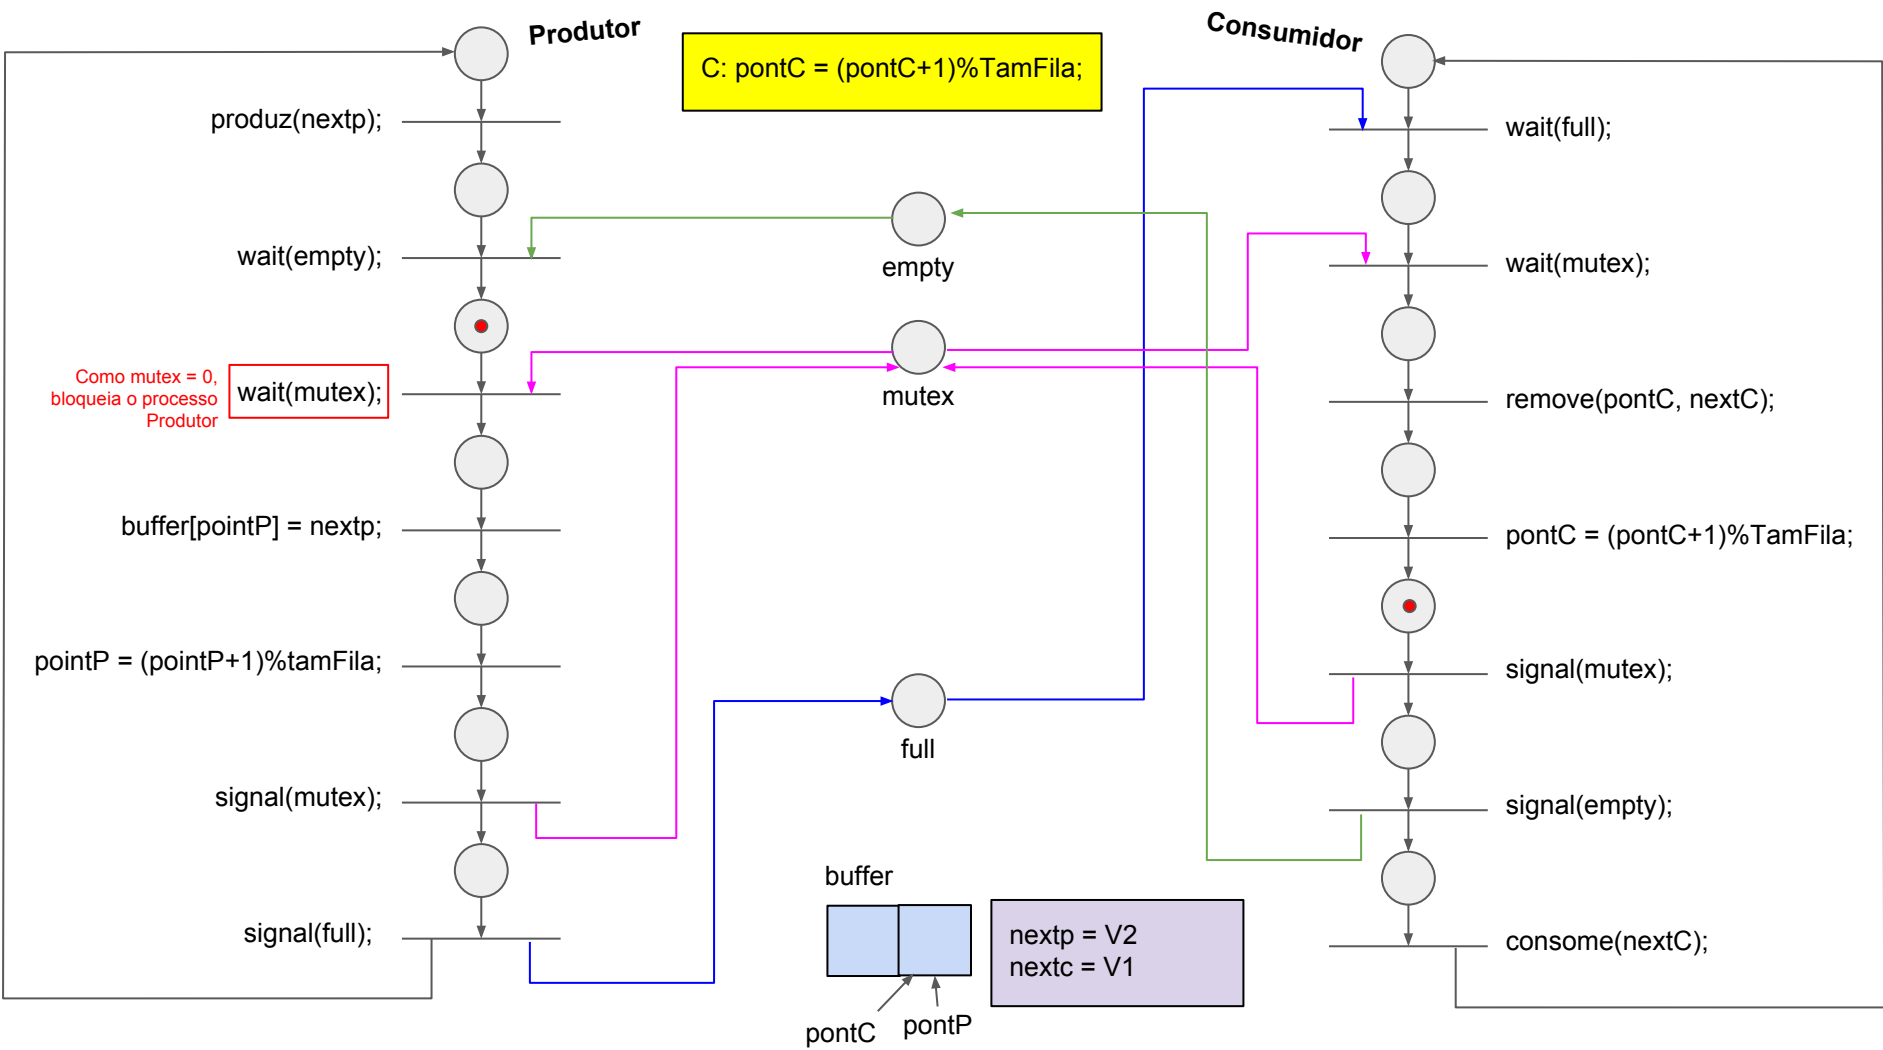 Produtor
C: pontC = (pontC+1)%TamFila;
Consumidor
produz(nextp);
wait(empty);
Como mutex = 0,
bloqueia o processo
Produtor
wait(mutex);
buffer[pointP] = nextp;
pointP = (pointP+1)%tamFila;
signal(mutex);
signal(full);
empty
mutex
full
buffer
pontC
pontP
nextp = V2
nextc = V1
wait(full);
wait(mutex);
remove(pontC, nextC);
pontC = (pontC+1)%TamFila;
signal(mutex);
signal(empty);
consome(nextC);